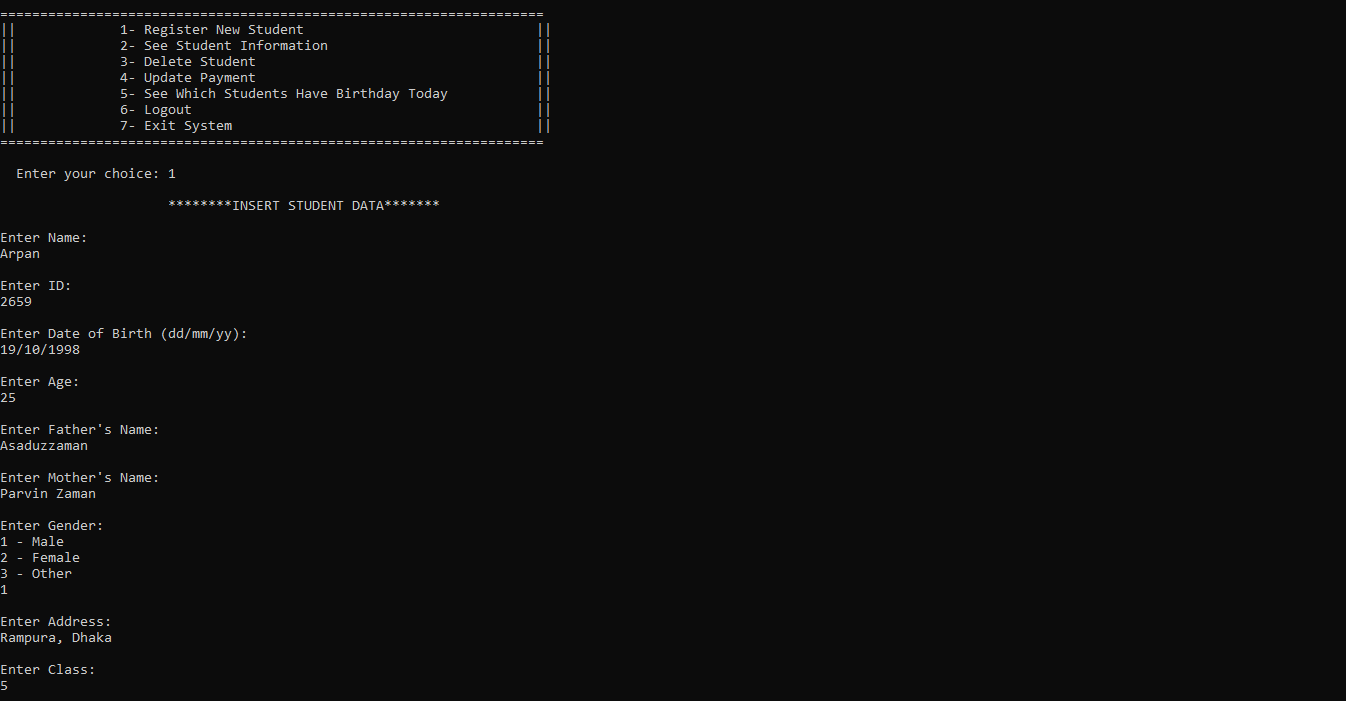 ====================================================================
||             1- Register New Student                             ||
||             2- See Student Information                          ||
||             3- Delete Student                                   ||
||             4- Update Payment                                   ||
||             5- See Which Students Have Birthday Today           ||
||             6- Logout                                           ||
||             7- Exit System                                      ||
====================================================================
Enter your choice: 1
********INSERT STUDENT DATA*******
Enter Name:
Arpan
Enter ID:
2659
Enter Date of Birth (dd/mm/yy):
19/10/1998
Enter Age:
25
Enter Father's Name:
Asaduzzaman
Enter Mother's Name:
Parvin Zaman
Enter Gender:
1 - Male
2 - Female
3 - Other
1
Enter Address:
Rampura, Dhaka
Enter Class:
5